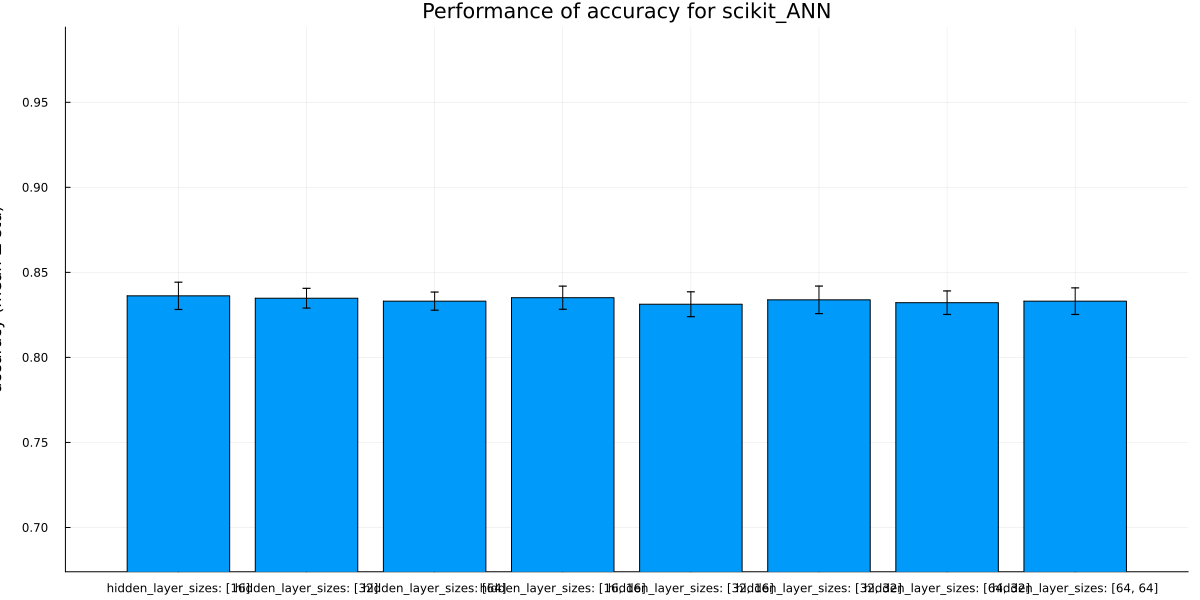 Performance of accuracy for scikit_ANN
0.95
0.90
0.85
0.80
0.75
0.70
hidden_layer_sizes: [16]
hidden_layer_sizes: [32]
hidden_layer_sizes: [64]
hidden_layer_sizes: [16, 16]
hidden_layer_sizes: [32, 16]
hidden_layer_sizes: [32, 32]
hidden_layer_sizes: [64, 32]
hidden_layer_sizes: [64, 64]